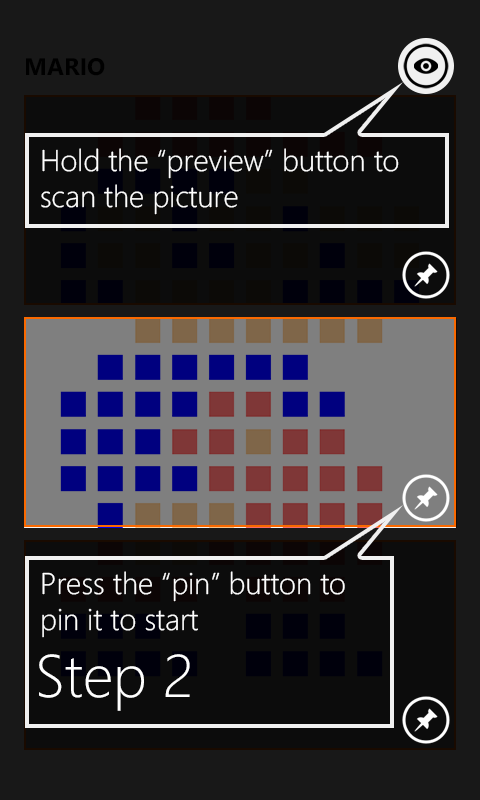 MARIO
Hold the “preview” button to
scan the picture
Press the “pin” button to
pin it to start
Step 2